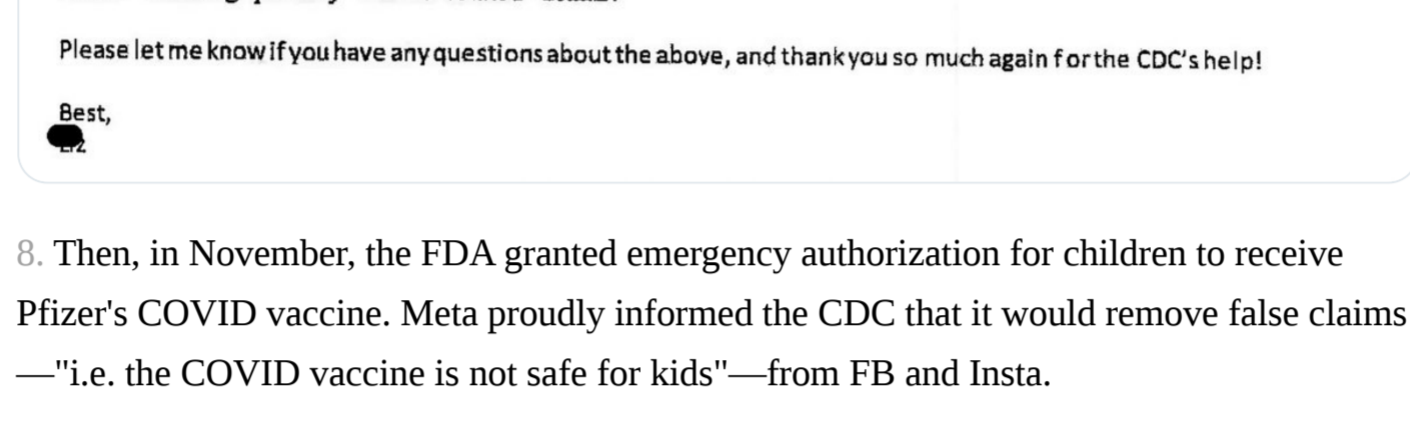 Please let me know if you have any questions about the above, and thank you so much again for the CDC's help!
Best,
8. Then, in November, the FDA granted emergency authorization for children to receive
Pfizer's COVID vaccine. Meta proudly informed the CDC that it would remove false claims
—"i.e. the COVID vaccine is not safe for kids"—from FB and Insta.